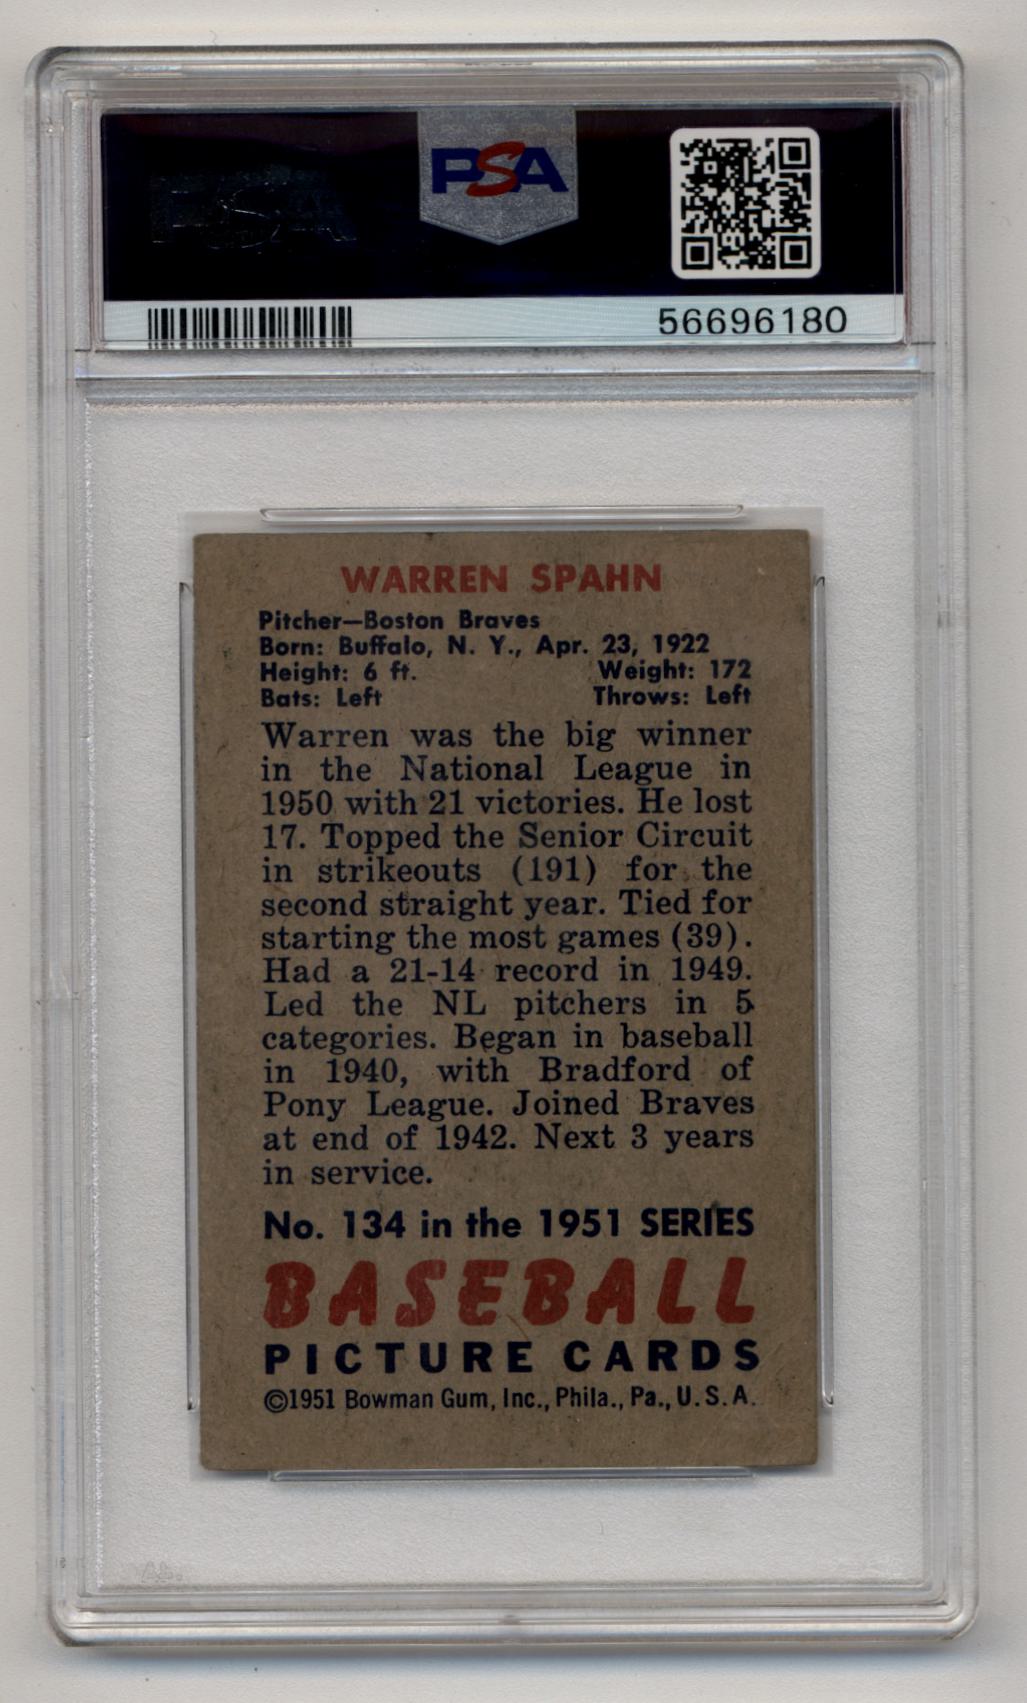 PSA
PSA
56696180
WARREN SPAHN
Pitcher—Boston Braves
Born: Buffalo, N. Y., Apr. 23, 1922
Height: 6 ft. Weight: 172
Bats: Left Throws: Left
Warren was the big winner
in the National League in
1950 with 21 victories. He lost
17. Topped the Senior Circuit
in strikeouts (191) for the
second straight year. Tied for
starting the most games (39).
Had a 21-14 record in 1949.
Led the NL pitchers in 5
categories. Began in baseball
in 1940, with Bradford of
Pony League. Joined Braves
at end of 1942. Next 3 years
in service.
No. 134 in the 1951 SERIES
BASEBALL
PICTURE CARDS
©1951 Bowman Gum, Inc., Phila., Pa., U.S.A.